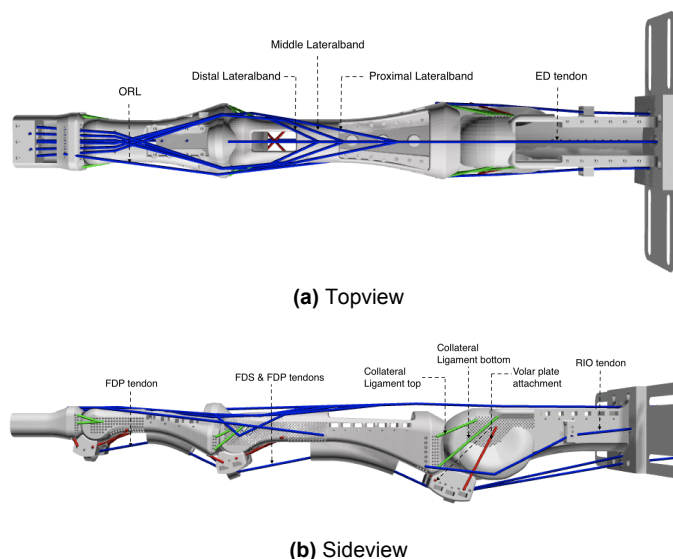 Middle Lateralband
Distal Lateralband
Proximal Lateralband
ED tendon
ORL
(a) Topview
Collateral
Ligament bottom
Collateral
Ligament top
Volar plate
attachment
RIO tendon
FDP tendon
FDS & FDP tendons
(b) Sideview